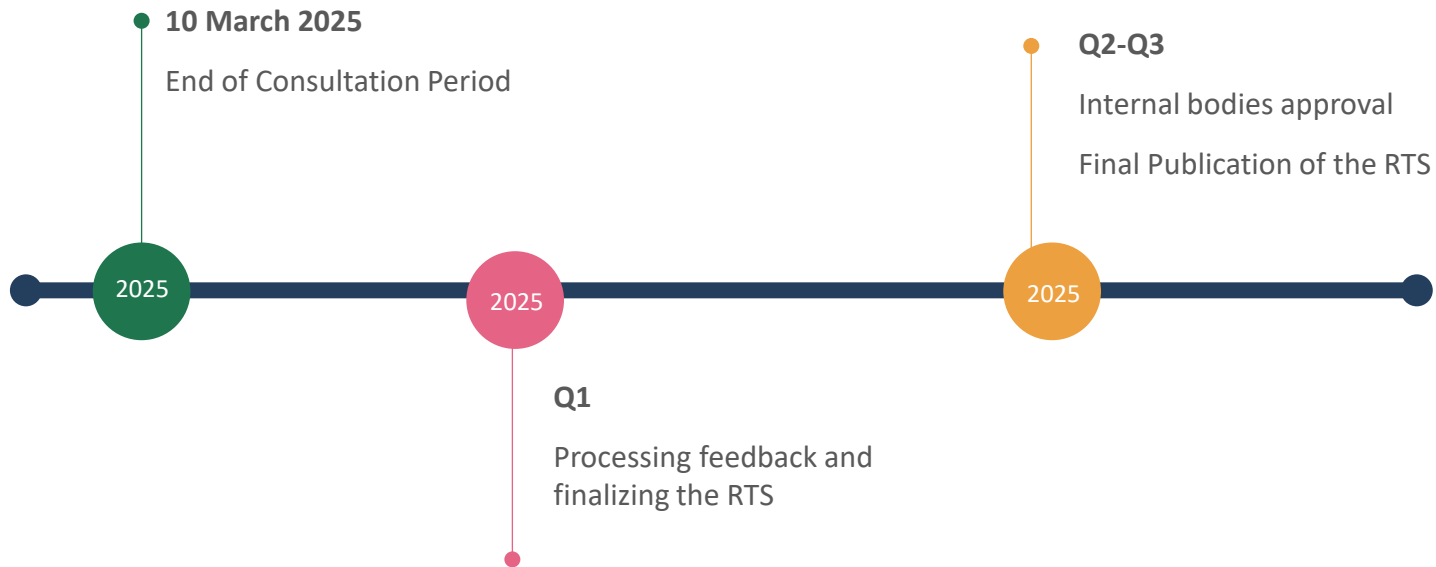 10 March 2025
End of Consultation Period
2025
2025
Q1
Processing feedback and
finalizing the RTS
Q2-Q3
Internal bodies approval
Final Publication of the RTS
2025